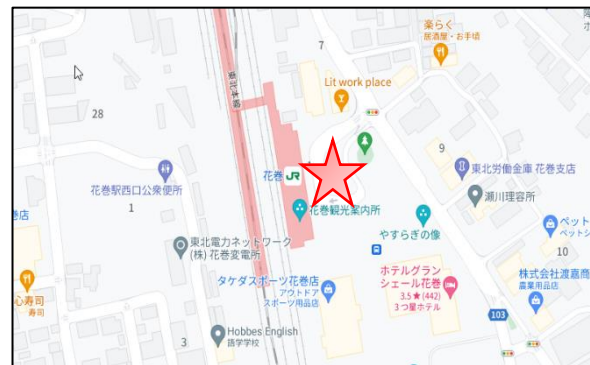 楽らく
居酒屋・お手頃
7
Lit work place
東北本線
28
9
東北労働金庫 花巻支店
花巻
JR
花巻駅西口公衆便所
瀬川理容所
花巻観光案内所
1
やすらぎの像
ペット
ペットシ
東北電力ネットワーク
(株) 花巻変電所
10
巻店
ホテルグラン
シェール花巻
3.5★(442)
3 つ星ホテル
株式会社渡嘉商
農業用品店
タケダスポーツ花巻店
アウトドア
スポーツ用品店
心寿司
寿司
103
Hobbes English
語学学校
3